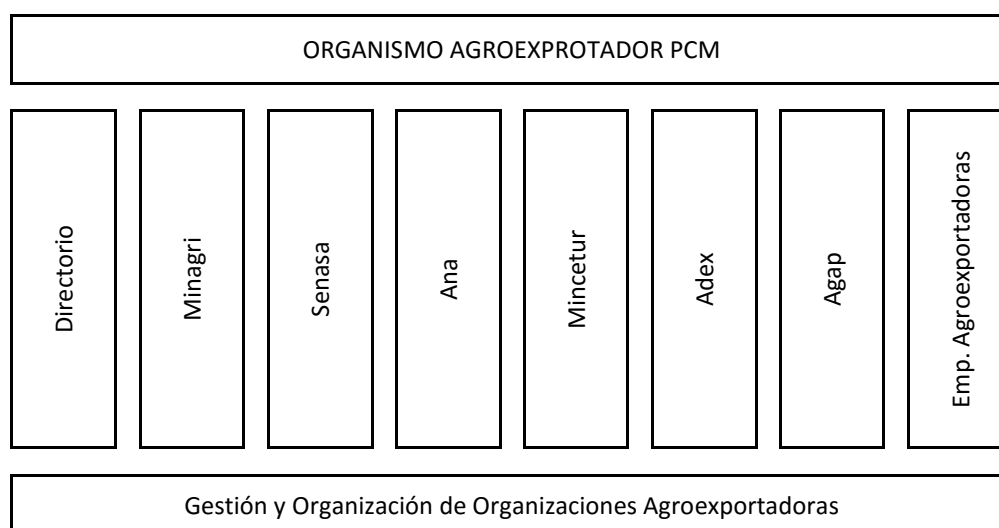 ORGANISMO AGROEXPROTADOR PCM
Directorio
Minagri
Senasa
Ana
Mincetur
Adex
Agap
Emp. Agroexportadoras
Gestión y Organización de Organizaciones Agroexportadoras